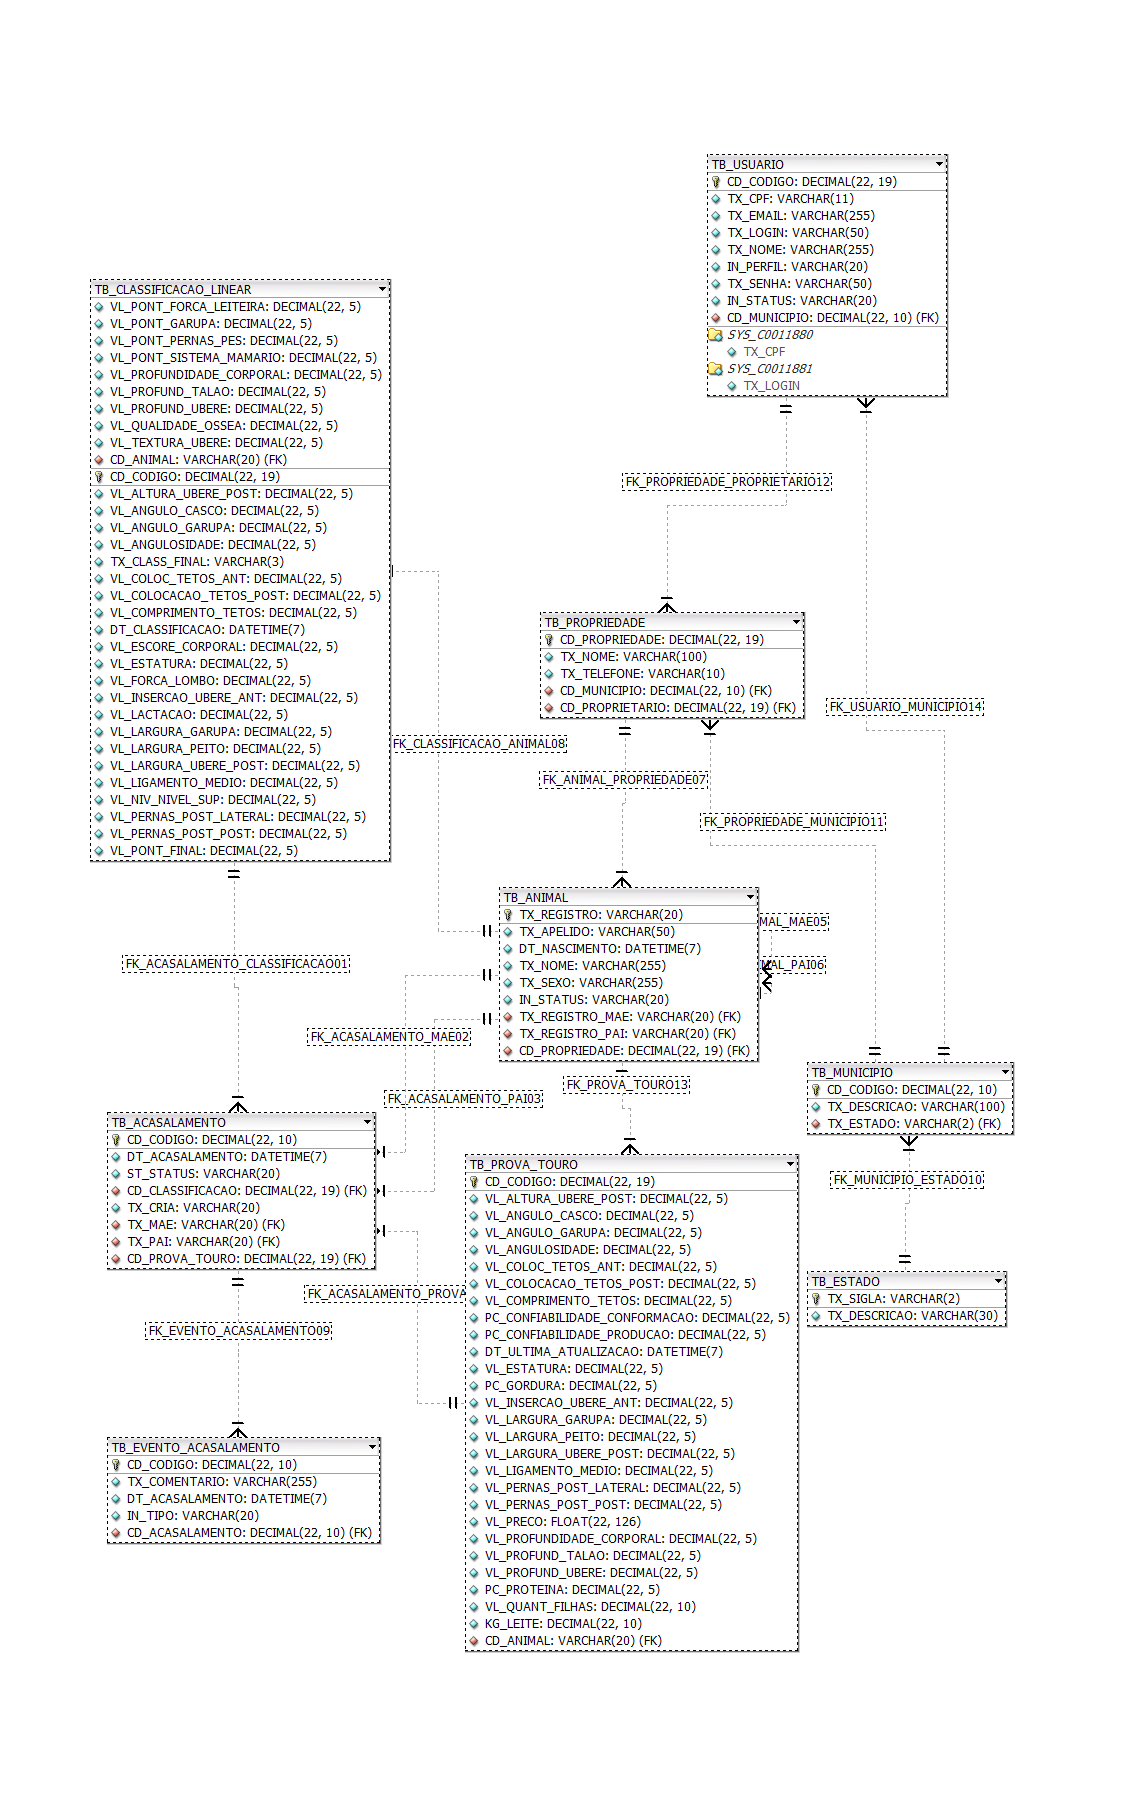 TB_USUARIO
CD_CODIGO: DECIMAL(22, 19)
TX_CPF: VARCHAR(11)
TX_EMAIL: VARCHAR(255)
TX_LOGIN: VARCHAR(50)
TX_NOME: VARCHAR(255)
IN_PERFIL: VARCHAR(20)
TX_SENHA: VARCHAR(50)
IN_STATUS: VARCHAR(20)
CD_MUNICIPIO: DECIMAL(22, 10) (FK)
SYS_C0011880
TX_CPF
SYS_C0011881
TX_LOGIN
TB_CLASSIFICACAO_LINEAR
VL_PONT_FORCA_LEITEIRA: DECIMAL(22, 5)
VL_PONT_GARUPA: DECIMAL(22, 5)
VL_PONT_PERNAS_PES: DECIMAL(22, 5)
VL_PONT_SISTEMA_MAMARIO: DECIMAL(22, 5)
VL_PROFUNDIDADE_CORPORAL: DECIMAL(22, 5)
VL_PROFUND_TALAO: DECIMAL(22, 5)
VL_PROFUND_UBERE: DECIMAL(22, 5)
VL_QUALIDADE_OSSEA: DECIMAL(22, 5)
VL_TEXTURA_UBERE: DECIMAL(22, 5)
CD_ANIMAL: VARCHAR(20) (FK)
CD_CODIGO: DECIMAL(22, 19)
VL_ALTURA_UBERE_POST: DECIMAL(22, 5)
VL_ANGULO_CASCO: DECIMAL(22, 5)
VL_ANGULO_GARUPA: DECIMAL(22, 5)
VL_ANGULOSIDADE: DECIMAL(22, 5)
TX_CLASS_FINAL: VARCHAR(3)
VL_COLOC_TETOS_ANT: DECIMAL(22, 5)
VL_COLOCACAO_TETOS_POST: DECIMAL(22, 5)
VL_COMPRIMENTO_TETOS: DECIMAL(22, 5)
DT_CLASSIFICACAO: DATETIME(7)
VL_ESCORE_CORPORAL: DECIMAL(22, 5)
VL_ESTATURA: DECIMAL(22, 5)
VL_FORCA_LOMBO: DECIMAL(22, 5)
VL_INSERCAO_UBERE_ANT: DECIMAL(22, 5)
VL_LACTACAO: DECIMAL(22, 5)
VL_LARGURA_GARUPA: DECIMAL(22, 5)
VL_LARGURA_PEITO: DECIMAL(22, 5)
VL_LARGURA_UBERE_POST: DECIMAL(22, 5)
VL_LIGAMENTO_MEDIO: DECIMAL(22, 5)
VL_NIV_NIVEL_SUP: DECIMAL(22, 5)
VL_PERNAS_POST_LATERAL: DECIMAL(22, 5)
VL_PERNAS_POST_POST: DECIMAL(22, 5)
VL_PONT_FINAL: DECIMAL(22, 5)
FK_PROPRIEDADE_PROPRIETARIO12
TB_PROPRIEDADE
CD_PROPRIEDADE: DECIMAL(22, 19)
TX_NOME: VARCHAR(100)
TX_TELEFONE: VARCHAR(10)
CD_MUNICIPIO: DECIMAL(22, 10) (FK)
CD_PROPRIETARIO: DECIMAL(22, 19) (FK)
FK_USUARIO_MUNICIPIO14
FK_CLASSIFICACAO_ANIMAL08
FK_ANIMAL_PROPRIEDADE07
FK_PROPRIEDADE_MUNICIPIO11
TB_ANIMAL
TX_REGISTRO: VARCHAR(20)
TX_APELIDO: VARCHAR(50)
DT_NASCIMENTO: DATETIME(7)
TX_NOME: VARCHAR(255)
TX_SEXO: VARCHAR(255)
IN_STATUS: VARCHAR(20)
TX_REGISTRO_MAE: VARCHAR(20) (FK)
TX_REGISTRO_PAI: VARCHAR(20) (FK)
CD_PROPRIEDADE: DECIMAL(22, 19) (FK)
MAL_MAE05
MAL_PAI06
FK_ACASALAMENTO_CLASSIFICACAO01
FK_ACASALAMENTO_MAE02
FK_ACASALAMENTO_PAI03
FK_PROVA_TOURO13
TB_MUNICIPIO
CD_CODIGO: DECIMAL(22, 10)
TX_DESCRICAO: VARCHAR(100)
TX_ESTADO: VARCHAR(2) (FK)
TB_ACASALAMENTO
CD_CODIGO: DECIMAL(22, 10)
DT_ACASALAMENTO: DATETIME(7)
ST_STATUS: VARCHAR(20)
CD_CLASSIFICACAO: DECIMAL(22, 19) (FK)
TX_CRIA: VARCHAR(20)
TX_MAE: VARCHAR(20) (FK)
TX_PAI: VARCHAR(20) (FK)
CD_PROVA_TOURO: DECIMAL(22, 19) (FK)
FK_MUNICIPIO_ESTADO10
TB_ESTADO
TX_SIGLA: VARCHAR(2)
TX_DESCRICAO: VARCHAR(30)
FK_ACASALAMENTO_PROVA
FK_EVENTO_ACASALAMENTO09
TB_PROVA_TOURO
CD_CODIGO: DECIMAL(22, 19)
VL_ALTURA_UBERE_POST: DECIMAL(22, 5)
VL_ANGULO_CASCO: DECIMAL(22, 5)
VL_ANGULO_GARUPA: DECIMAL(22, 5)
VL_ANGULOSIDADE: DECIMAL(22, 5)
VL_COLOC_TETOS_ANT: DECIMAL(22, 5)
VL_COLOCACAO_TETOS_POST: DECIMAL(22, 5)
VL_COMPRIMENTO_TETOS: DECIMAL(22, 5)
PC_CONFIABILIDADE_CONFORMACAO: DECIMAL(22, 5)
PC_CONFIABILIDADE_PRODUCAO: DECIMAL(22, 5)
DT_ULTIMA_ATUALIZACAO: DATETIME(7)
VL_ESTATURA: DECIMAL(22, 5)
PC_GORDURA: DECIMAL(22, 5)
VL_INSERCAO_UBERE_ANT: DECIMAL(22, 5)
VL_LARGURA_GARUPA: DECIMAL(22, 5)
VL_LARGURA_PEITO: DECIMAL(22, 5)
VL_LARGURA_UBERE_POST: DECIMAL(22, 5)
VL_LIGAMENTO_MEDIO: DECIMAL(22, 5)
VL_PERNAS_POST_LATERAL: DECIMAL(22, 5)
VL_PERNAS_POST_POST: DECIMAL(22, 5)
VL_PRECO: FLOAT(22, 126)
VL_PROFUNDIDADE_CORPORAL: DECIMAL(22, 5)
VL_PROFUND_TALAO: DECIMAL(22, 5)
VL_PROFUND_UBERE: DECIMAL(22, 5)
PC_PROTEINA: DECIMAL(22, 5)
VL_QUANT_FILHAS: DECIMAL(22, 10)
KG_LEITE: DECIMAL(22, 10)
CD_ANIMAL: VARCHAR(20) (FK)
TB_EVENTO_ACASALAMENTO
CD_CODIGO: DECIMAL(22, 10)
TX_COMENTARIO: VARCHAR(255)
DT_ACASALAMENTO: DATETIME(7)
IN_TIPO: VARCHAR(20)
CD_ACASALAMENTO: DECIMAL(22, 10) (FK)